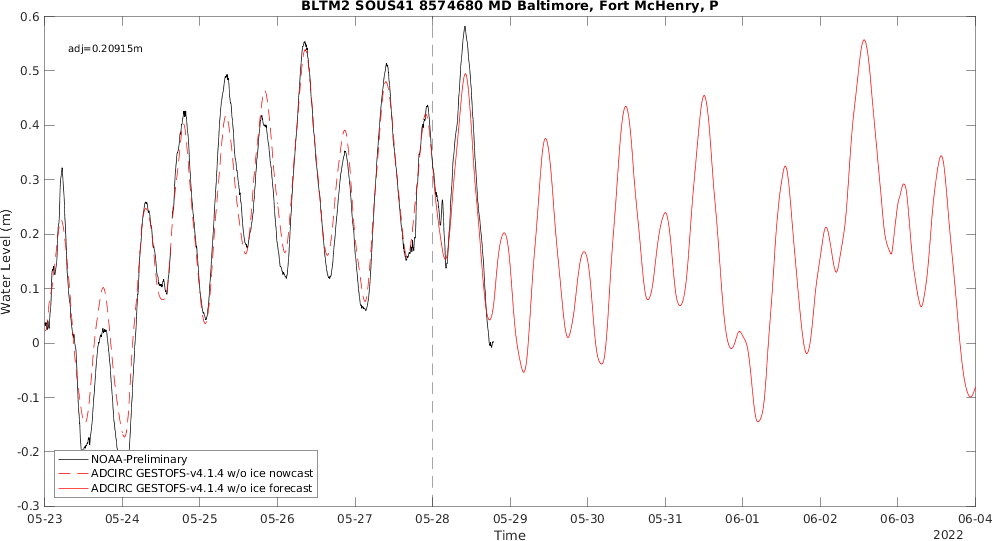 BLTM2 SOUS41 8574680 MD Baltimore, Fort McHenry, P
adj=0.20915m
Water Level (m)
0.6
0.5
0.4
0.3
0.2
0.1
0
-0.1
-0.2
-0.3
NOAA-Preliminary
ADCIRC GESTOFS-v4.1.4 w/o ice nowcast
ADCIRC GESTOFS-v4.1.4 w/o ice forecast
05-23 05-24 05-25 05-26 05-27 05-28 05-29 05-30 05-31 06-01 06-02 06-03 06-04
Time
2022